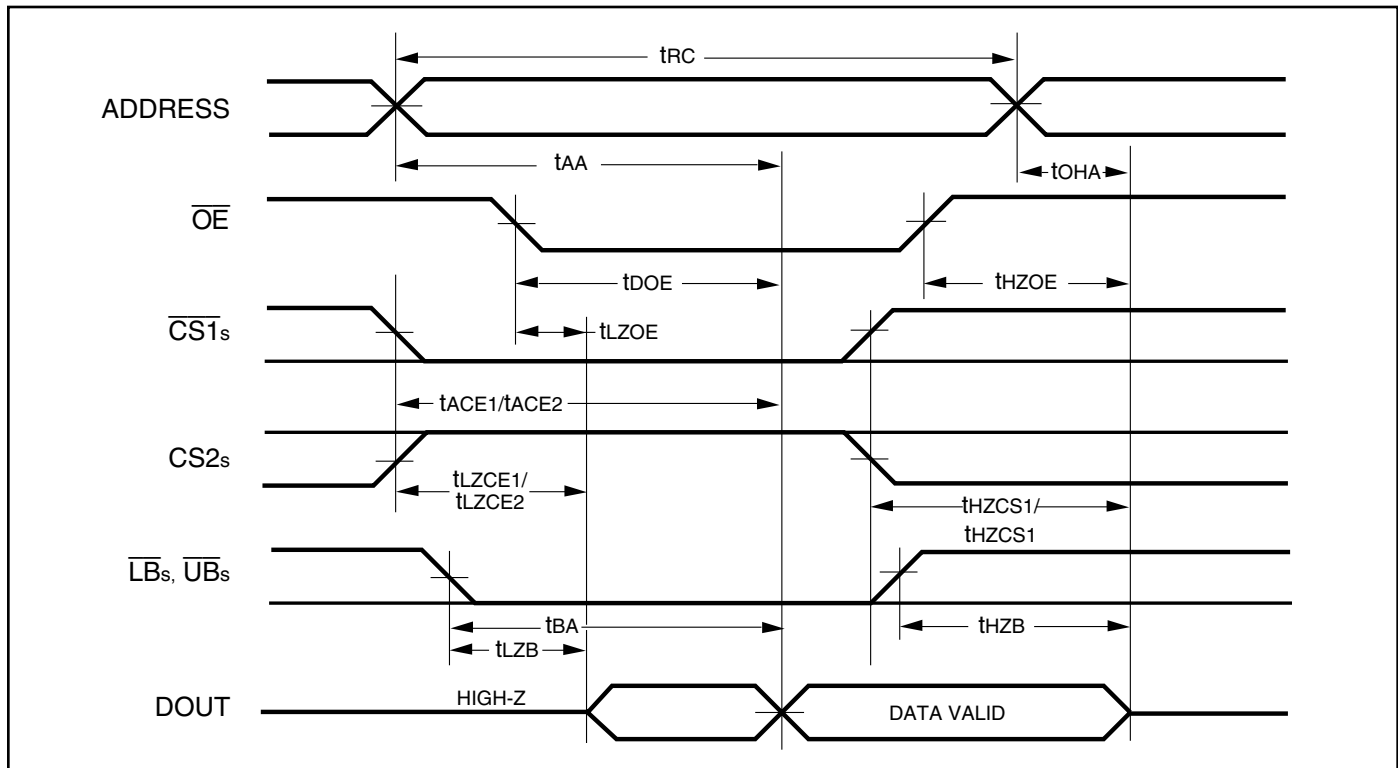 tRC
ADDRESS
tAA
tOHA
OE
tDOE
tHZOE
CS1s
tLZOE
tACE1/tACE2
CS2s
tLZCE1/
tLZCE2
tHZCS1/
tHZCS1
LBs, UBs
tBA
tHZB
tLZB
DOUT
HIGH-Z
DATA VALID